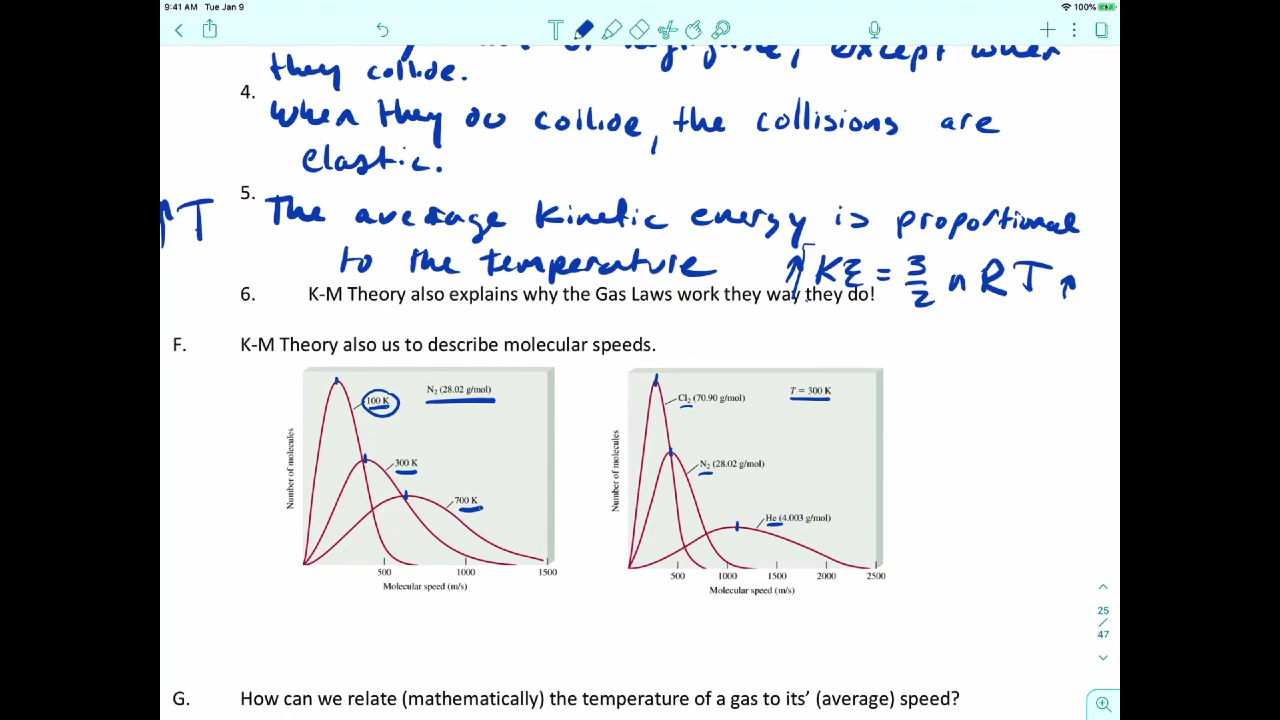 9:41 AM Tue Jan 9
100%
except when
they collide.
4.
when they do collide, the collisions are
elastic.
5.
↑T The average kinetic energy is proportional
to the temperature ↑KE = 3/2 n R T ↑
6. K-M Theory also explains why the Gas Laws work they way they do!
F. K-M Theory also us to describe molecular speeds.
N₂ (28.02 g/mol)
100 K
300 K
700 K
Number of molecules
500 1000 1500
Molecular speed (m/s)
T = 300 K
Cl₂ (70.90 g/mol)
N₂ (28.02 g/mol)
He (4.003 g/mol)
Number of molecules
500 1000 1500 2000 2500
Molecular speed (m/s)
25
/
47
G. How can we relate (mathematically) the temperature of a gas to its’ (average) speed?